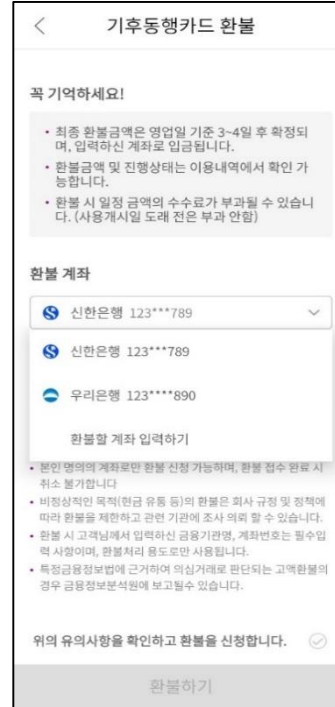 기후동행카드 환불
꼭 기억하세요!
• 최종 환불금액은 영업일 기준 3~4일 후 확정되
며, 입력하신 계좌로 입금됩니다.
• 환불금액 및 진행상태는 이용내역에서 확인 가
능합니다.
• 환불 시 일정 금액의 수수료가 부과될 수 있습니
다. (사용개시일 도래 전은 부과 안함)
환불 계좌
신한은행 123***789
신한은행 123***789
우리은행 123****890
환불할 계좌 입력하기
• 본인 명의의 계좌로만 환불 신청 가능하며, 환불 접수 완료 시
취소 불가합니다
• 비정상적인 목적(현금 유통 등)의 환불은 회사 규정 및 정책에
따라 환불을 제한하고 관련 기관에 조사 의뢰 할 수 있습니다.
• 환불 시 고객님께서 입력하신 금융기관명, 계좌번호는 필수입
력 사항이며, 환불처리 용도로만 사용됩니다.
• 특정금융정보법에 근거하여 의심거래로 판단되는 고액환불의
경우 금융정보분석원에 보고될수 있습니다.
위의 유의사항을 확인하고 환불을 신청합니다.
환불하기